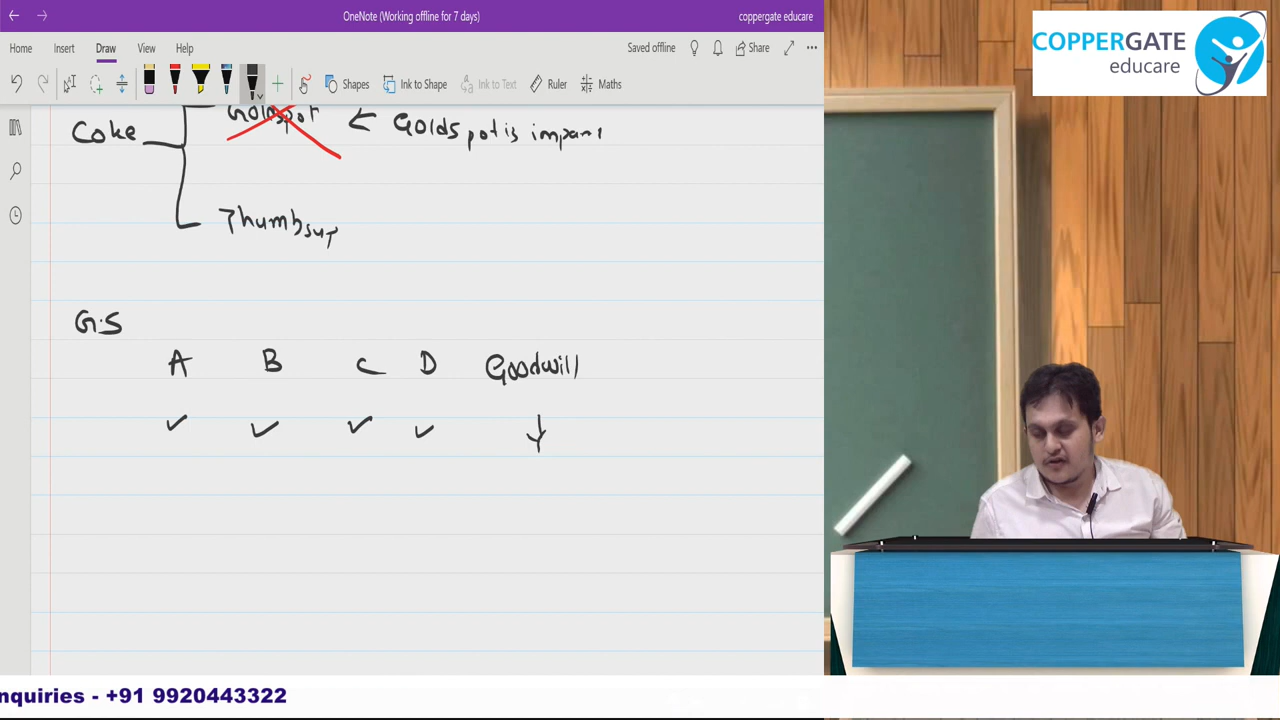 OneNote (Working offline for 7 days)
coppergate educare
Home Insert Draw View Help
Saved offline
Share
Shapes
Ink to Shape
Ink to Text
Ruler
Maths
COPPERGATE
educare
Coke
Goldspot ← Goldspot is impair
Thumbsup
G.S
A B C D Goodwill
✓ ✓ ✓ ✓ ↓
nquiries - +91 9920443322